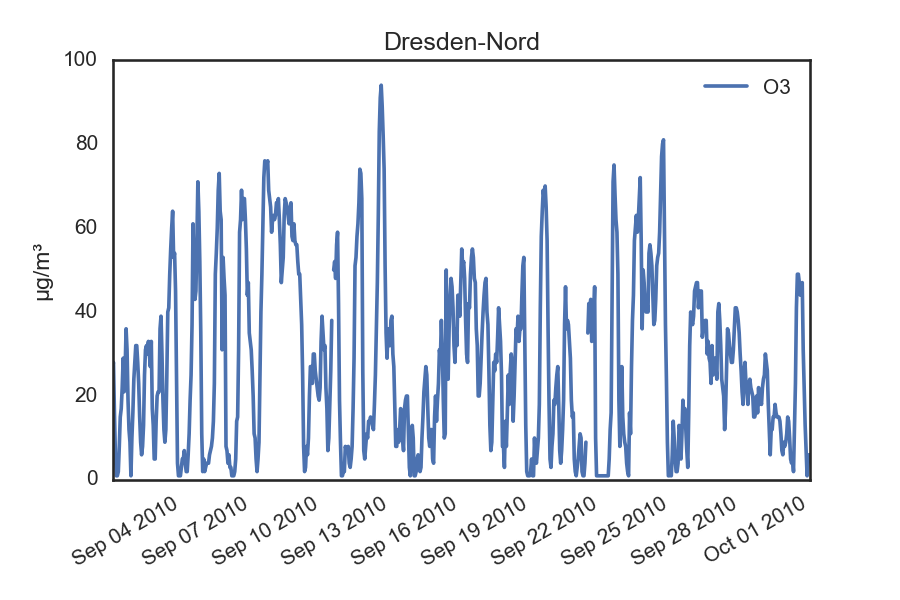 Dresden-Nord
100
80
60
40
20
0
µg/m³
O3
Sep 04 2010
Sep 07 2010
Sep 10 2010
Sep 13 2010
Sep 16 2010
Sep 19 2010
Sep 22 2010
Sep 25 2010
Sep 28 2010
Oct 01 2010